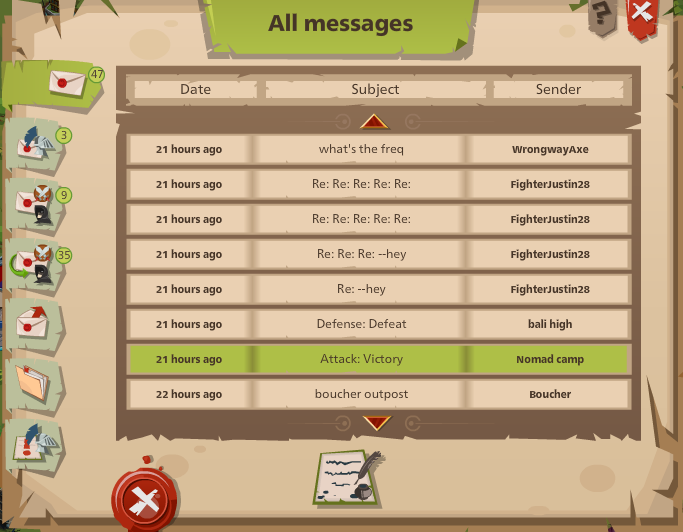 All messages
?
47
Date Subject Sender
3
21 hours ago what's the freq WrongwayAxe
21 hours ago Re: Re: Re: Re: Re: FighterJustin28
9
21 hours ago Re: Re: Re: Re: Re: FighterJustin28
21 hours ago Re: Re: Re: --hey FighterJustin28
35
21 hours ago Re: --hey FighterJustin28
21 hours ago Defense: Defeat bali high
21 hours ago Attack: Victory Nomad camp
22 hours ago boucher outpost Boucher